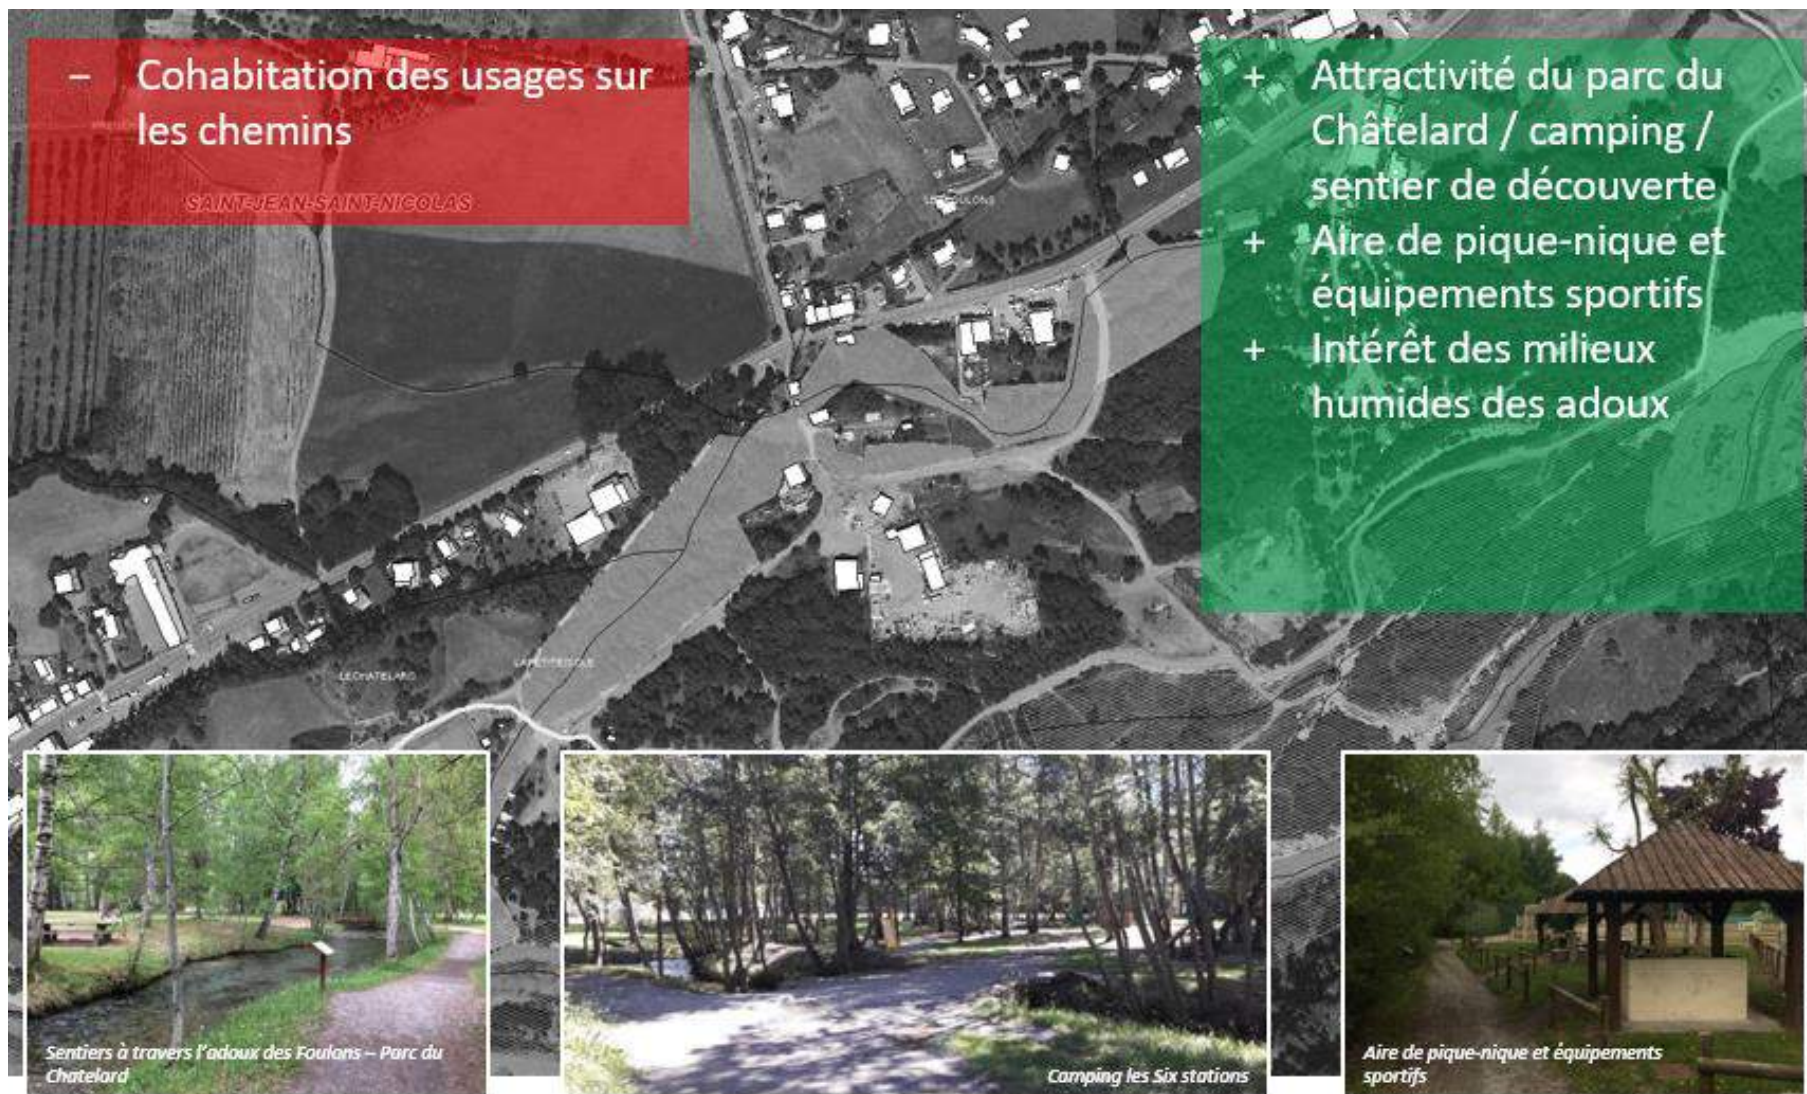 – Cohabitation des usages sur
les chemins
SAINT-JEAN-SAINT-NICOLAS
+ Attractivité du parc du
Châtelard / camping /
sentier de découverte
+ Aire de pique-nique et
équipements sportifs
+ Intérêt des milieux
humides des adoux
LE CHATELARD
Sentiers à travers l'adoux des Foulons – Parc du
Chatelard
Camping les Six stations
Aire de pique-nique et équipements
sportifs